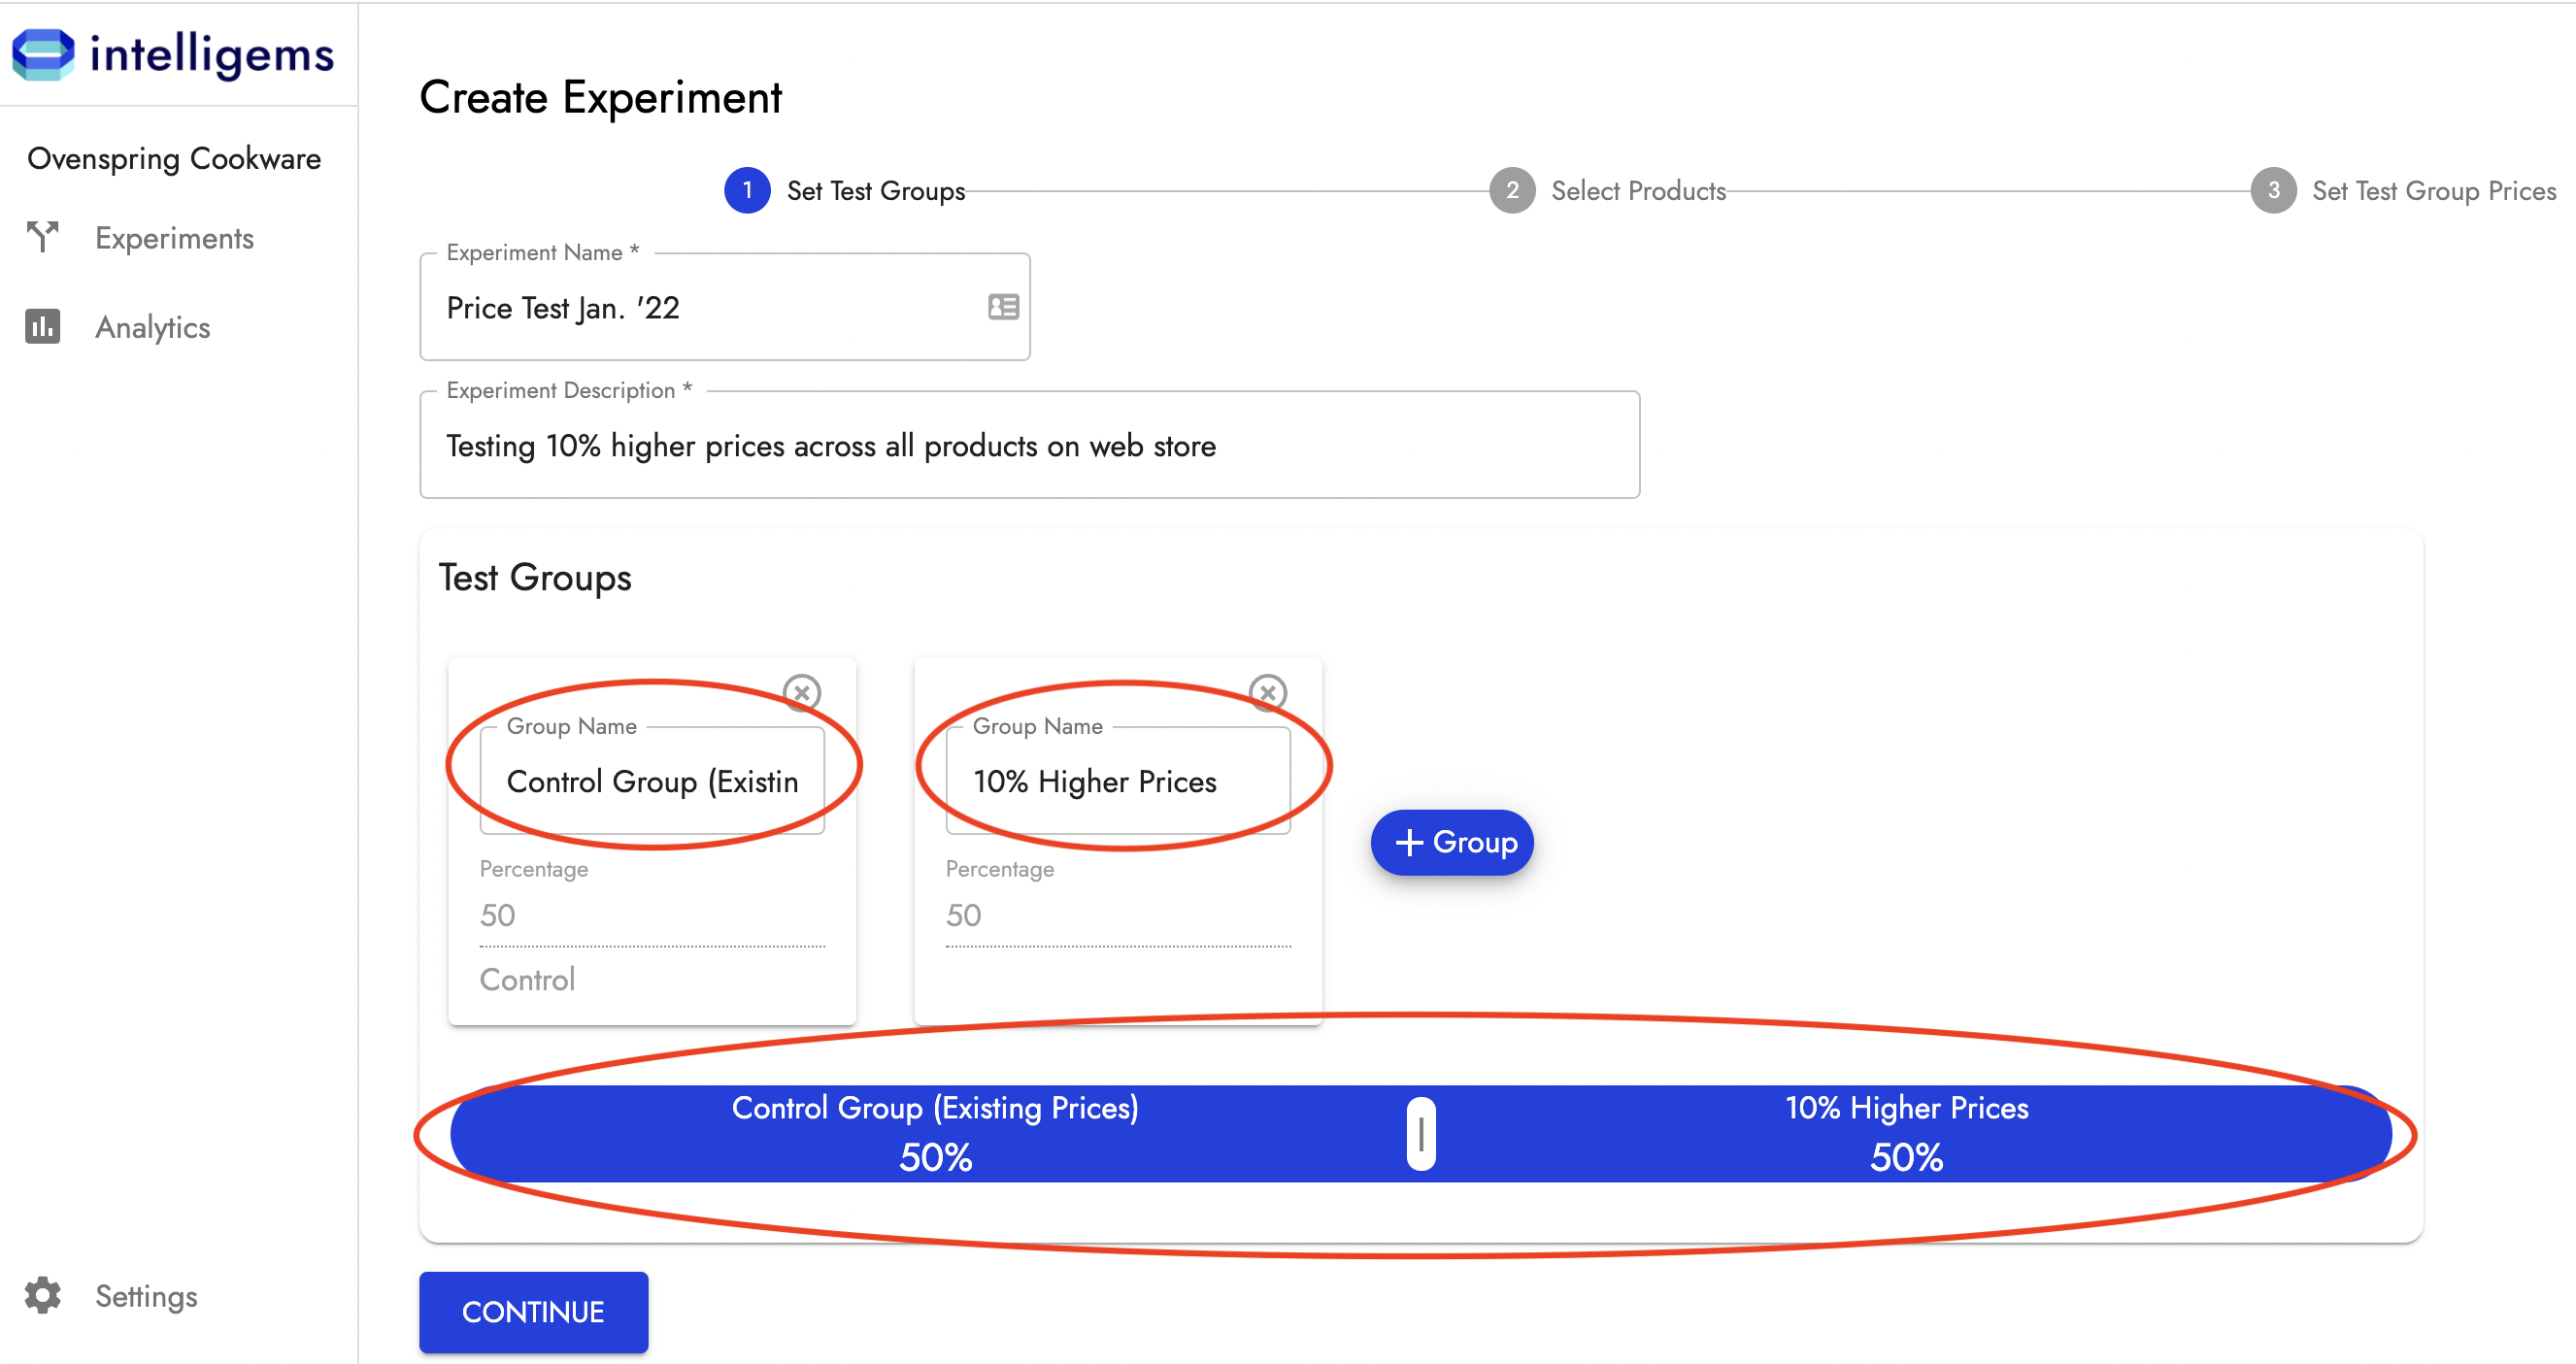 intelligems
Create Experiment
Ovenspring Cookware
1 Set Test Groups
2 Select Products
3 Set Test Group Prices
Experiments
Analytics
Experiment Name *
Price Test Jan. '22
Experiment Description *
Testing 10% higher prices across all products on web store
Test Groups
Group Name
Control Group (Existin
Percentage
50
Control
Group Name
10% Higher Prices
Percentage
50
+ Group
Control Group (Existing Prices)
50%
10% Higher Prices
50%
Settings
CONTINUE